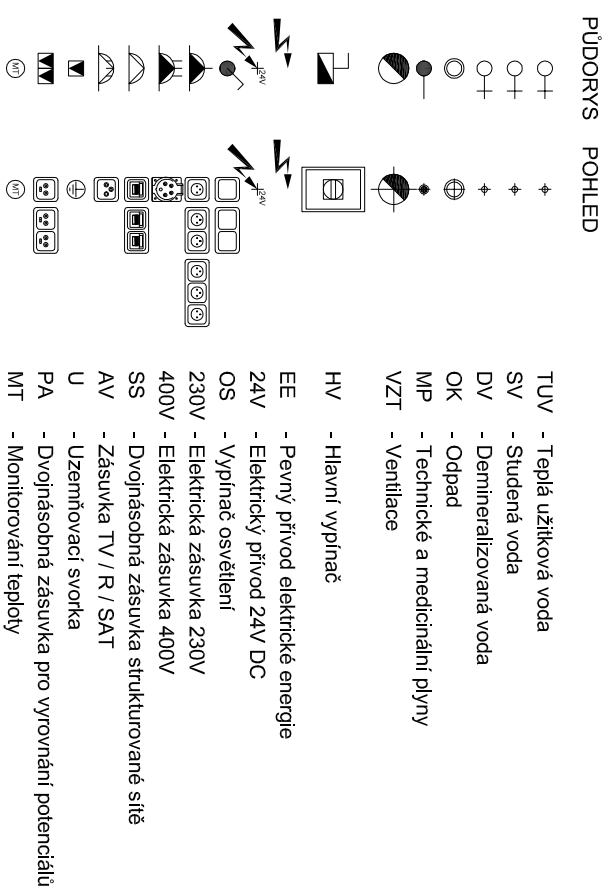 PŮDORYS POHLED
TUV - Teplá užitková voda
SV - Studená voda
DV - Demineralizovaná voda
OK - Odpad
MP - Technické a medicinální plyny
VZT - Ventilace
HV - Hlavní vypínač
EE - Pevný přívod elektrické energie
24V 24V 24V - Elektrický přívod 24V DC
OS - Vypínač osvětlení
230V - Elektrická zásuvka 230V
400V - Elektrická zásuvka 400V
SS - Dvojnásobná zásuvka strukturované sítě
AV - Zásuvka TV / R / SAT
U - Uzemňovací svorka
PA - Dvojnásobná zásuvka pro vyrovnání potenciálů
MT MT MT - Monitorování teploty